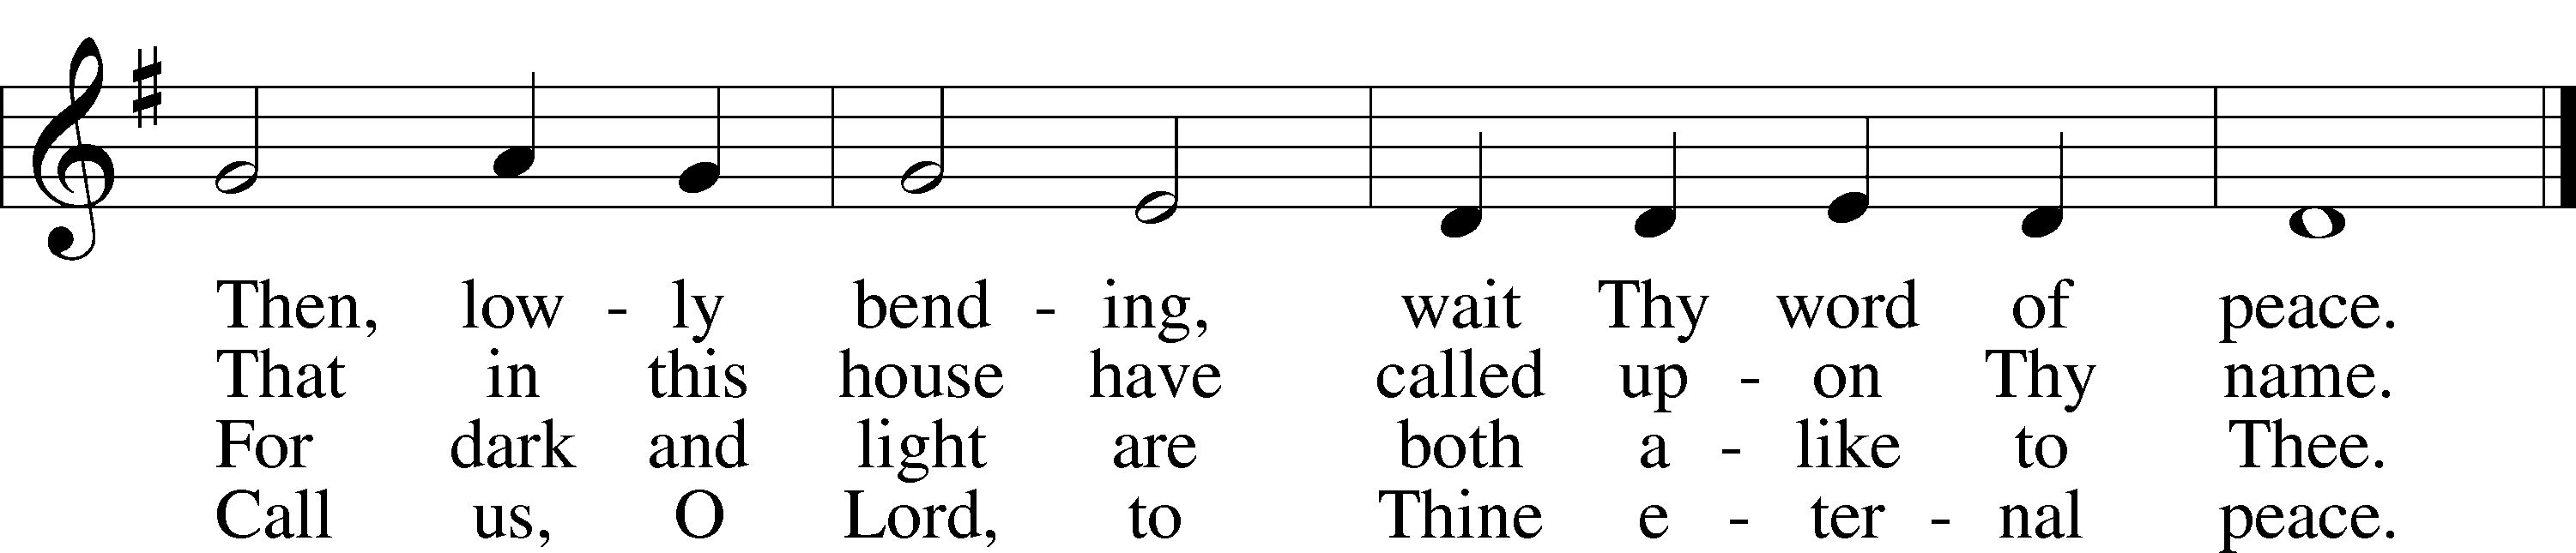 Then, low - ly bend - ing, wait Thy word of peace.
That in this house have called up - on Thy name.
For dark and light are both a - like to Thee.
Call us, O Lord, to Thine e - ter - nal peace.